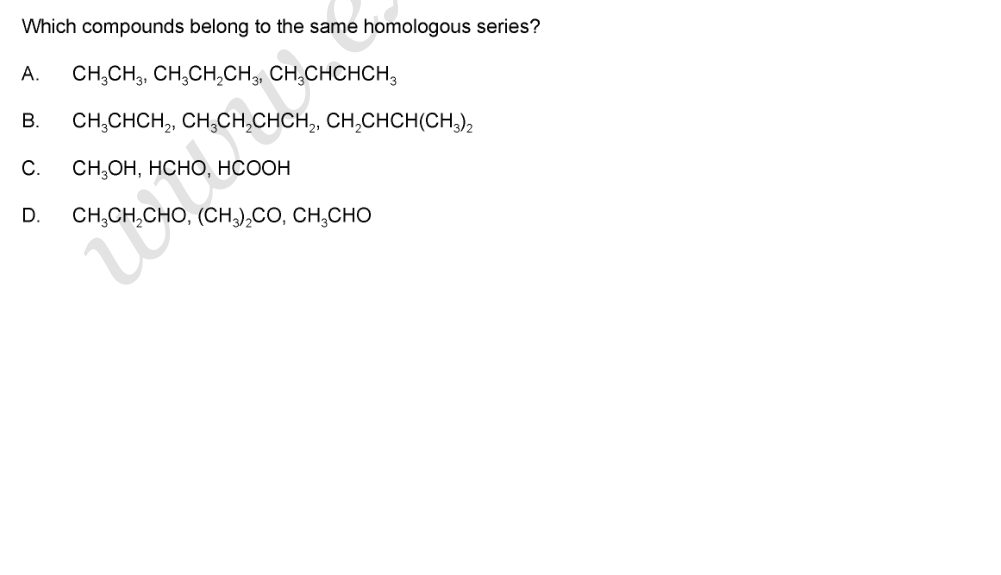 Which compounds belong to the same homologous series?
A. CH₃CH₃, CH₃CH₂CH₃, CH₃CHCHCH₃
B. CH₃CHCH₂, CH₃CH₂CHCH₂, CH₂CHCH(CH₃)₂
C. CH₃OH, HCHO, HCOOH
D. CH₃CH₂CHO, (CH₃)₂CO, CH₃CHO
www.e